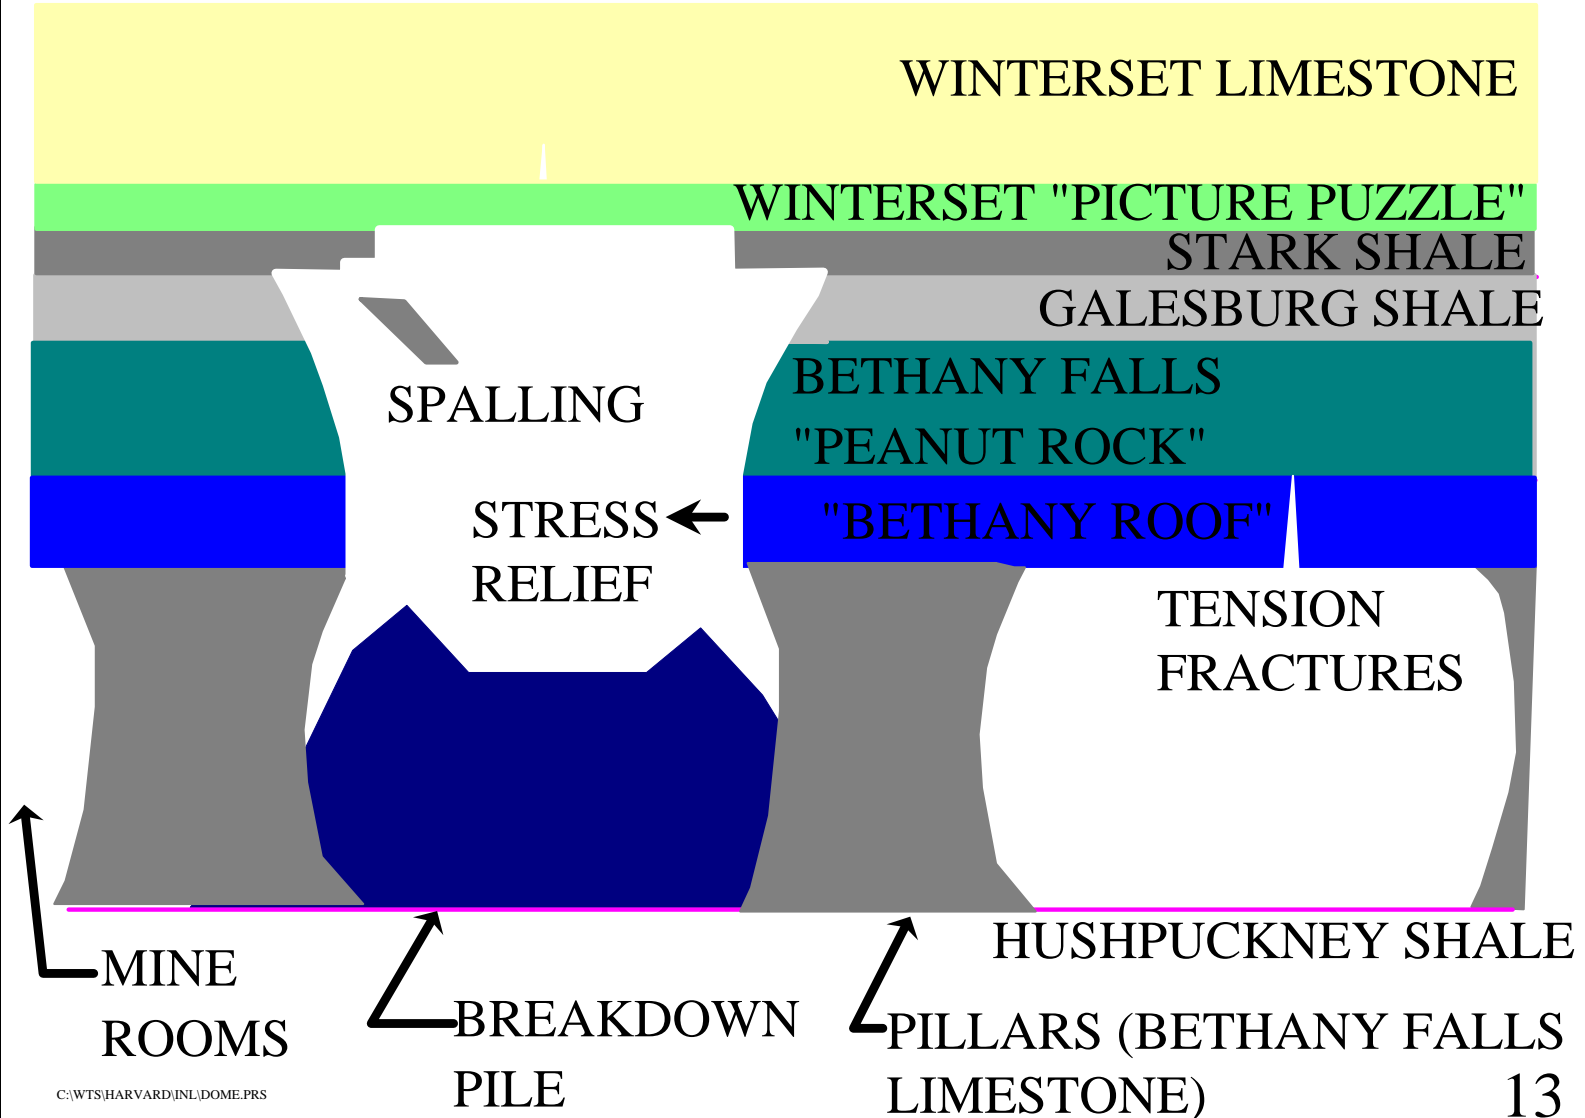 WINTERSET LIMESTONE
WINTERSET "PICTURE PUZZLE"
STARK SHALE
GALESBURG SHALE
BETHANY FALLS
"PEANUT ROCK"
SPALLING
"BETHANY ROOF"
STRESS
RELIEF
TENSION
FRACTURES
HUSHPUCKNEY SHALE
MINE
ROOMS
BREAKDOWN
PILE
PILLARS (BETHANY FALLS
LIMESTONE)
C:\WTS\HARVARD\INL\DOME.PRS
13